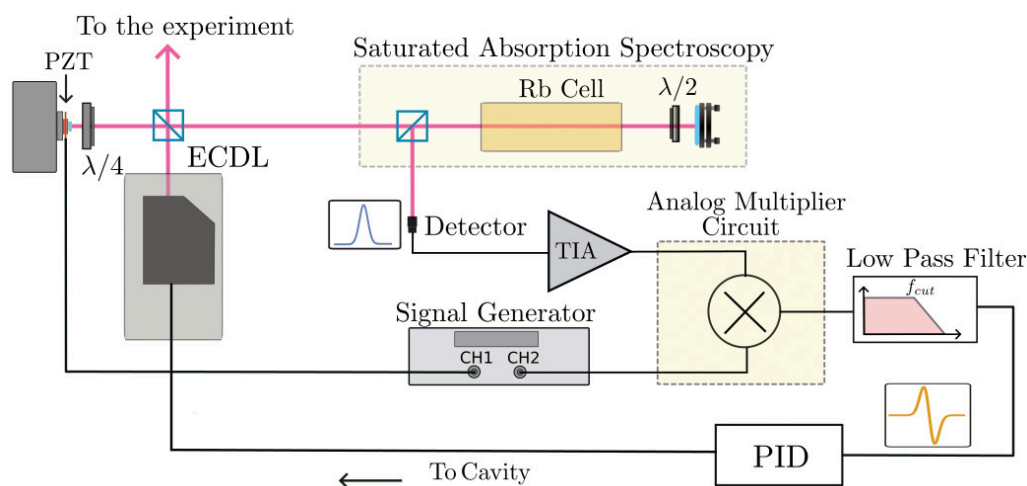 To the experiment
PZT
Saturated Absorption Spectroscopy
Rb Cell
λ/2
λ/4
ECDL
Detector
TIA
Analog Multiplier
Circuit
Low Pass Filter
f_cut
Signal Generator
CH1
CH2
PID
To Cavity